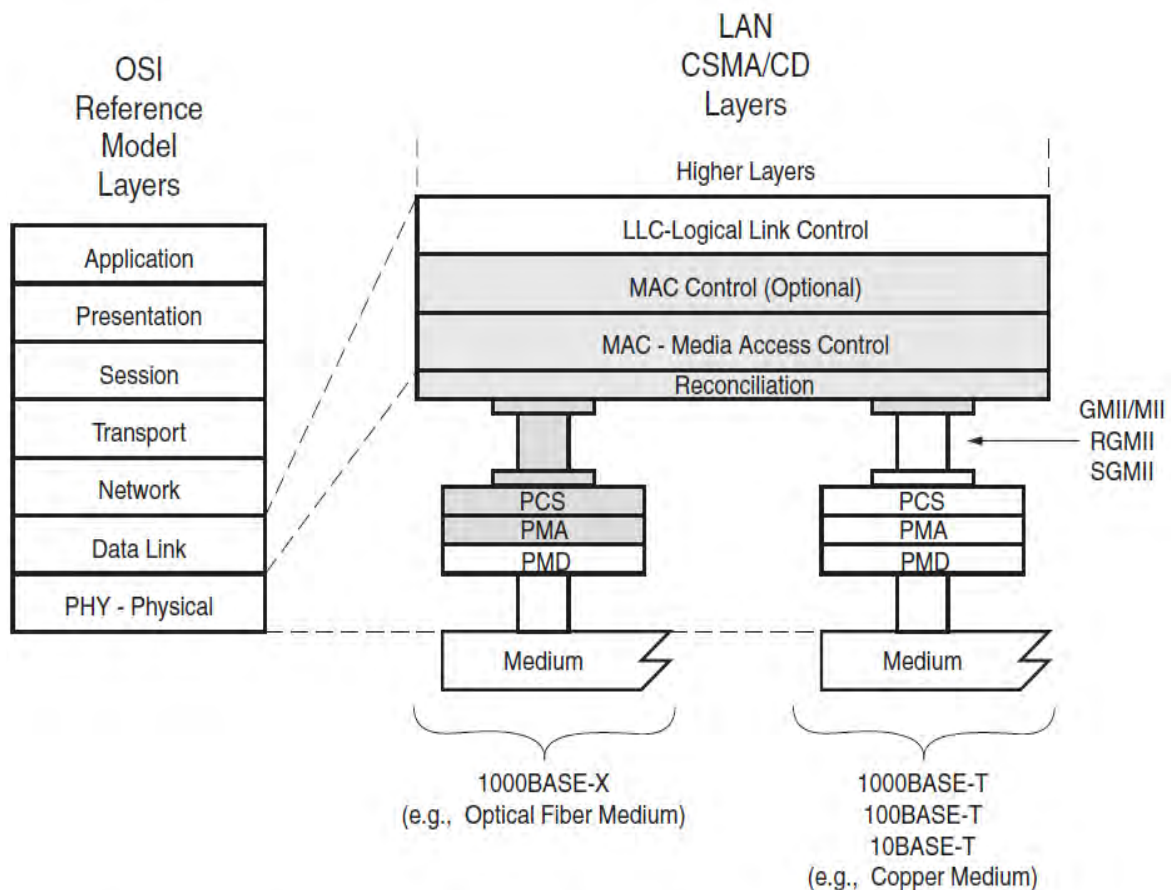 OSI
Reference
Model
Layers
Application
Presentation
Session
Transport
Network
Data Link
PHY - Physical
LAN
CSMA/CD
Layers
Higher Layers
LLC-Logical Link Control
MAC Control (Optional)
MAC - Media Access Control
Reconciliation
GMII/MII
RGMII
SGMII
PCS
PMA
PMD
Medium
1000BASE-X
(e.g., Optical Fiber Medium)
PCS
PMA
PMD
Medium
1000BASE-T
100BASE-T
10BASE-T
(e.g., Copper Medium)